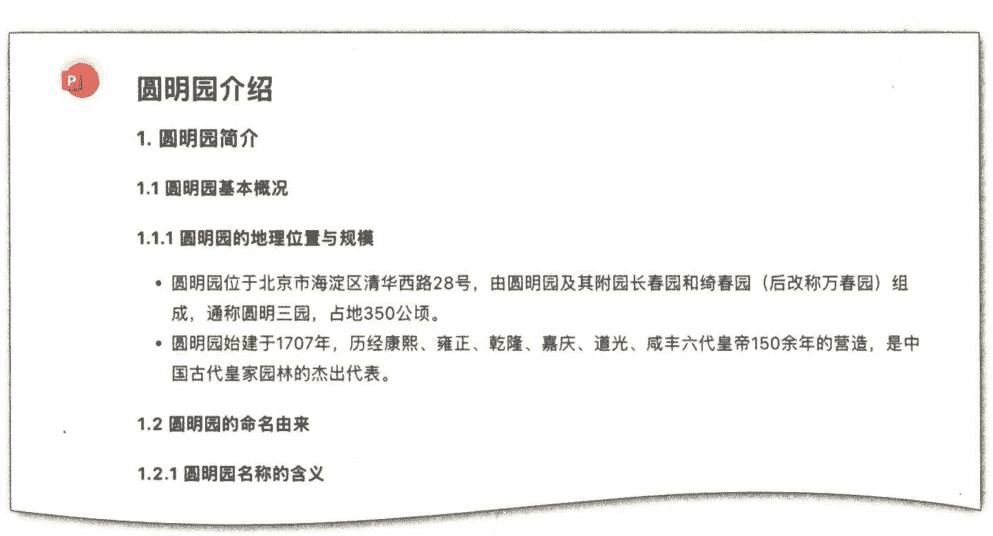 P
圆明园介绍
1. 圆明园简介
1.1 圆明园基本概况
1.1.1 圆明园的地理位置与规模
• 圆明园位于北京市海淀区清华西路28号，由圆明园及其附园长春园和绮春园（后改称万春园）组
成，通称圆明三园，占地350公顷。
• 圆明园始建于1707年，历经康熙、雍正、乾隆、嘉庆、道光、咸丰六代皇帝150余年的营造，是中
国古代皇家园林的杰出代表。
1.2 圆明园的命名由来
1.2.1 圆明园名称的含义